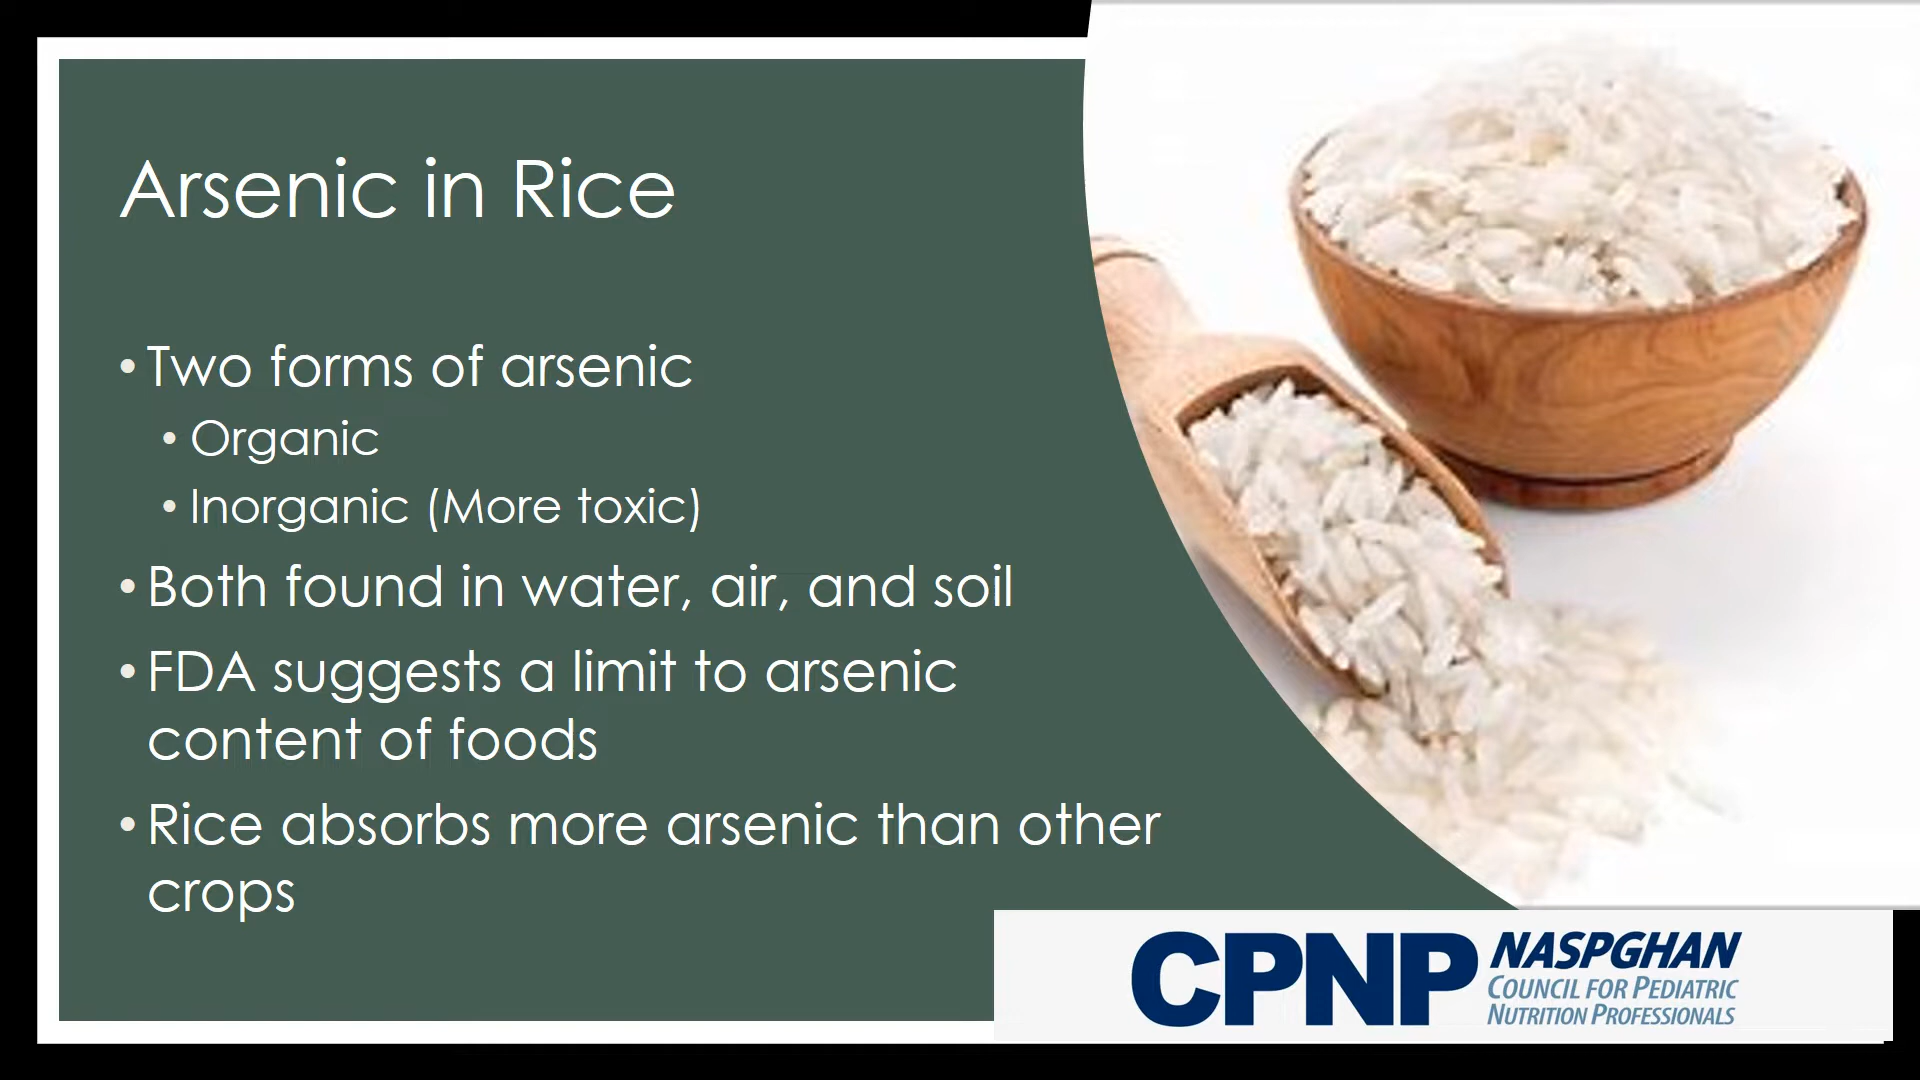 Arsenic in Rice
• Two forms of arsenic
• Organic
• Inorganic (More toxic)
• Both found in water, air, and soil
• FDA suggests a limit to arsenic
content of foods
• Rice absorbs more arsenic than other
crops
CPNP NASPGHAN
COUNCIL FOR PEDIATRIC
NUTRITION PROFESSIONALS